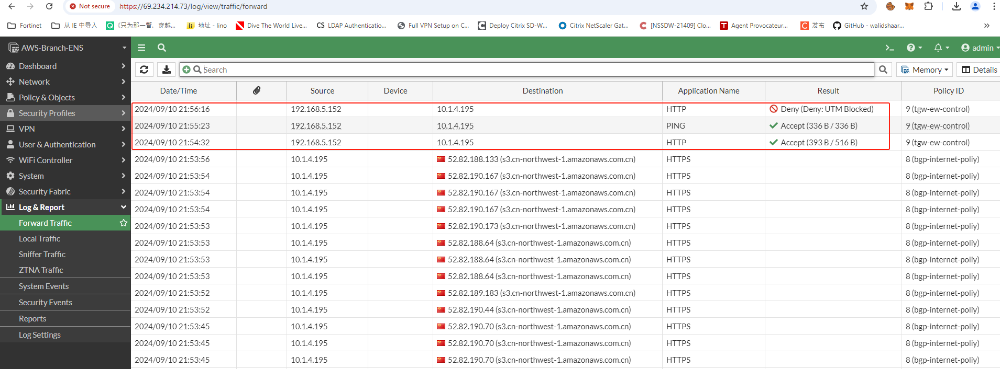 Not secure https://69.234.214.73/log/view/traffic/forward
Fortinet 从 IE 中导入 《只为那一瞥，穿越... 地址 - lino Dive The World Live... CS LDAP Authenticatio... Full VPN Setup on C... Deploy Citrix SD-W... Citrix NetScaler Gat... [NSSDW-21409] Clo... Agent Provocateur... 发布 GitHub - walidshaar...
AWS-Branch-ENS admin
Dashboard
Network
Policy & Objects
Security Profiles
VPN
User & Authentication
WiFi Controller
System
Security Fabric
Log & Report
Forward Traffic
Local Traffic
Sniffer Traffic
ZTNA Traffic
System Events
Security Events
Reports
Log Settings
Search Memory Details
Date/Time Source Device Destination Application Name Result Policy ID
2024/09/10 21:56:16 192.168.5.152 10.1.4.195 HTTP Deny (Deny: UTM Blocked) 9 (tgw-ew-control)
2024/09/10 21:55:23 192.168.5.152 10.1.4.195 PING Accept (336 B / 336 B) 9 (tgw-ew-control)
2024/09/10 21:54:32 192.168.5.152 10.1.4.195 HTTP Accept (393 B / 516 B) 9 (tgw-ew-control)
2024/09/10 21:53:56 10.1.4.195 52.82.188.133 (s3.cn-northwest-1.amazonaws.com.cn) HTTPS 8 (bgp-internet-poliy)
2024/09/10 21:53:54 10.1.4.195 52.82.190.167 (s3.cn-northwest-1.amazonaws.com.cn) HTTPS 8 (bgp-internet-poliy)
2024/09/10 21:53:54 10.1.4.195 52.82.190.167 (s3.cn-northwest-1.amazonaws.com.cn) HTTPS 8 (bgp-internet-poliy)
2024/09/10 21:53:54 10.1.4.195 52.82.190.167 (s3.cn-northwest-1.amazonaws.com.cn) HTTPS 8 (bgp-internet-poliy)
2024/09/10 21:53:53 10.1.4.195 52.82.190.173 (s3.cn-northwest-1.amazonaws.com.cn) HTTPS 8 (bgp-internet-poliy)
2024/09/10 21:53:53 10.1.4.195 52.82.188.64 (s3.cn-northwest-1.amazonaws.com.cn) HTTPS 8 (bgp-internet-poliy)
2024/09/10 21:53:53 10.1.4.195 52.82.188.64 (s3.cn-northwest-1.amazonaws.com.cn) HTTPS 8 (bgp-internet-poliy)
2024/09/10 21:53:53 10.1.4.195 52.82.188.64 (s3.cn-northwest-1.amazonaws.com.cn) HTTPS 8 (bgp-internet-poliy)
2024/09/10 21:53:52 10.1.4.195 52.82.189.183 (s3.cn-northwest-1.amazonaws.com.cn) HTTPS 8 (bgp-internet-poliy)
2024/09/10 21:53:52 10.1.4.195 52.82.190.44 (s3.cn-northwest-1.amazonaws.com.cn) HTTPS 8 (bgp-internet-poliy)
2024/09/10 21:53:45 10.1.4.195 52.82.190.70 (s3.cn-northwest-1.amazonaws.com.cn) HTTPS 8 (bgp-internet-poliy)
2024/09/10 21:53:45 10.1.4.195 52.82.190.70 (s3.cn-northwest-1.amazonaws.com.cn) HTTPS 8 (bgp-internet-poliy)
2024/09/10 21:53:45 10.1.4.195 52.82.190.70 (s3.cn-northwest-1.amazonaws.com.cn) HTTPS 8 (bgp-internet-poliy)